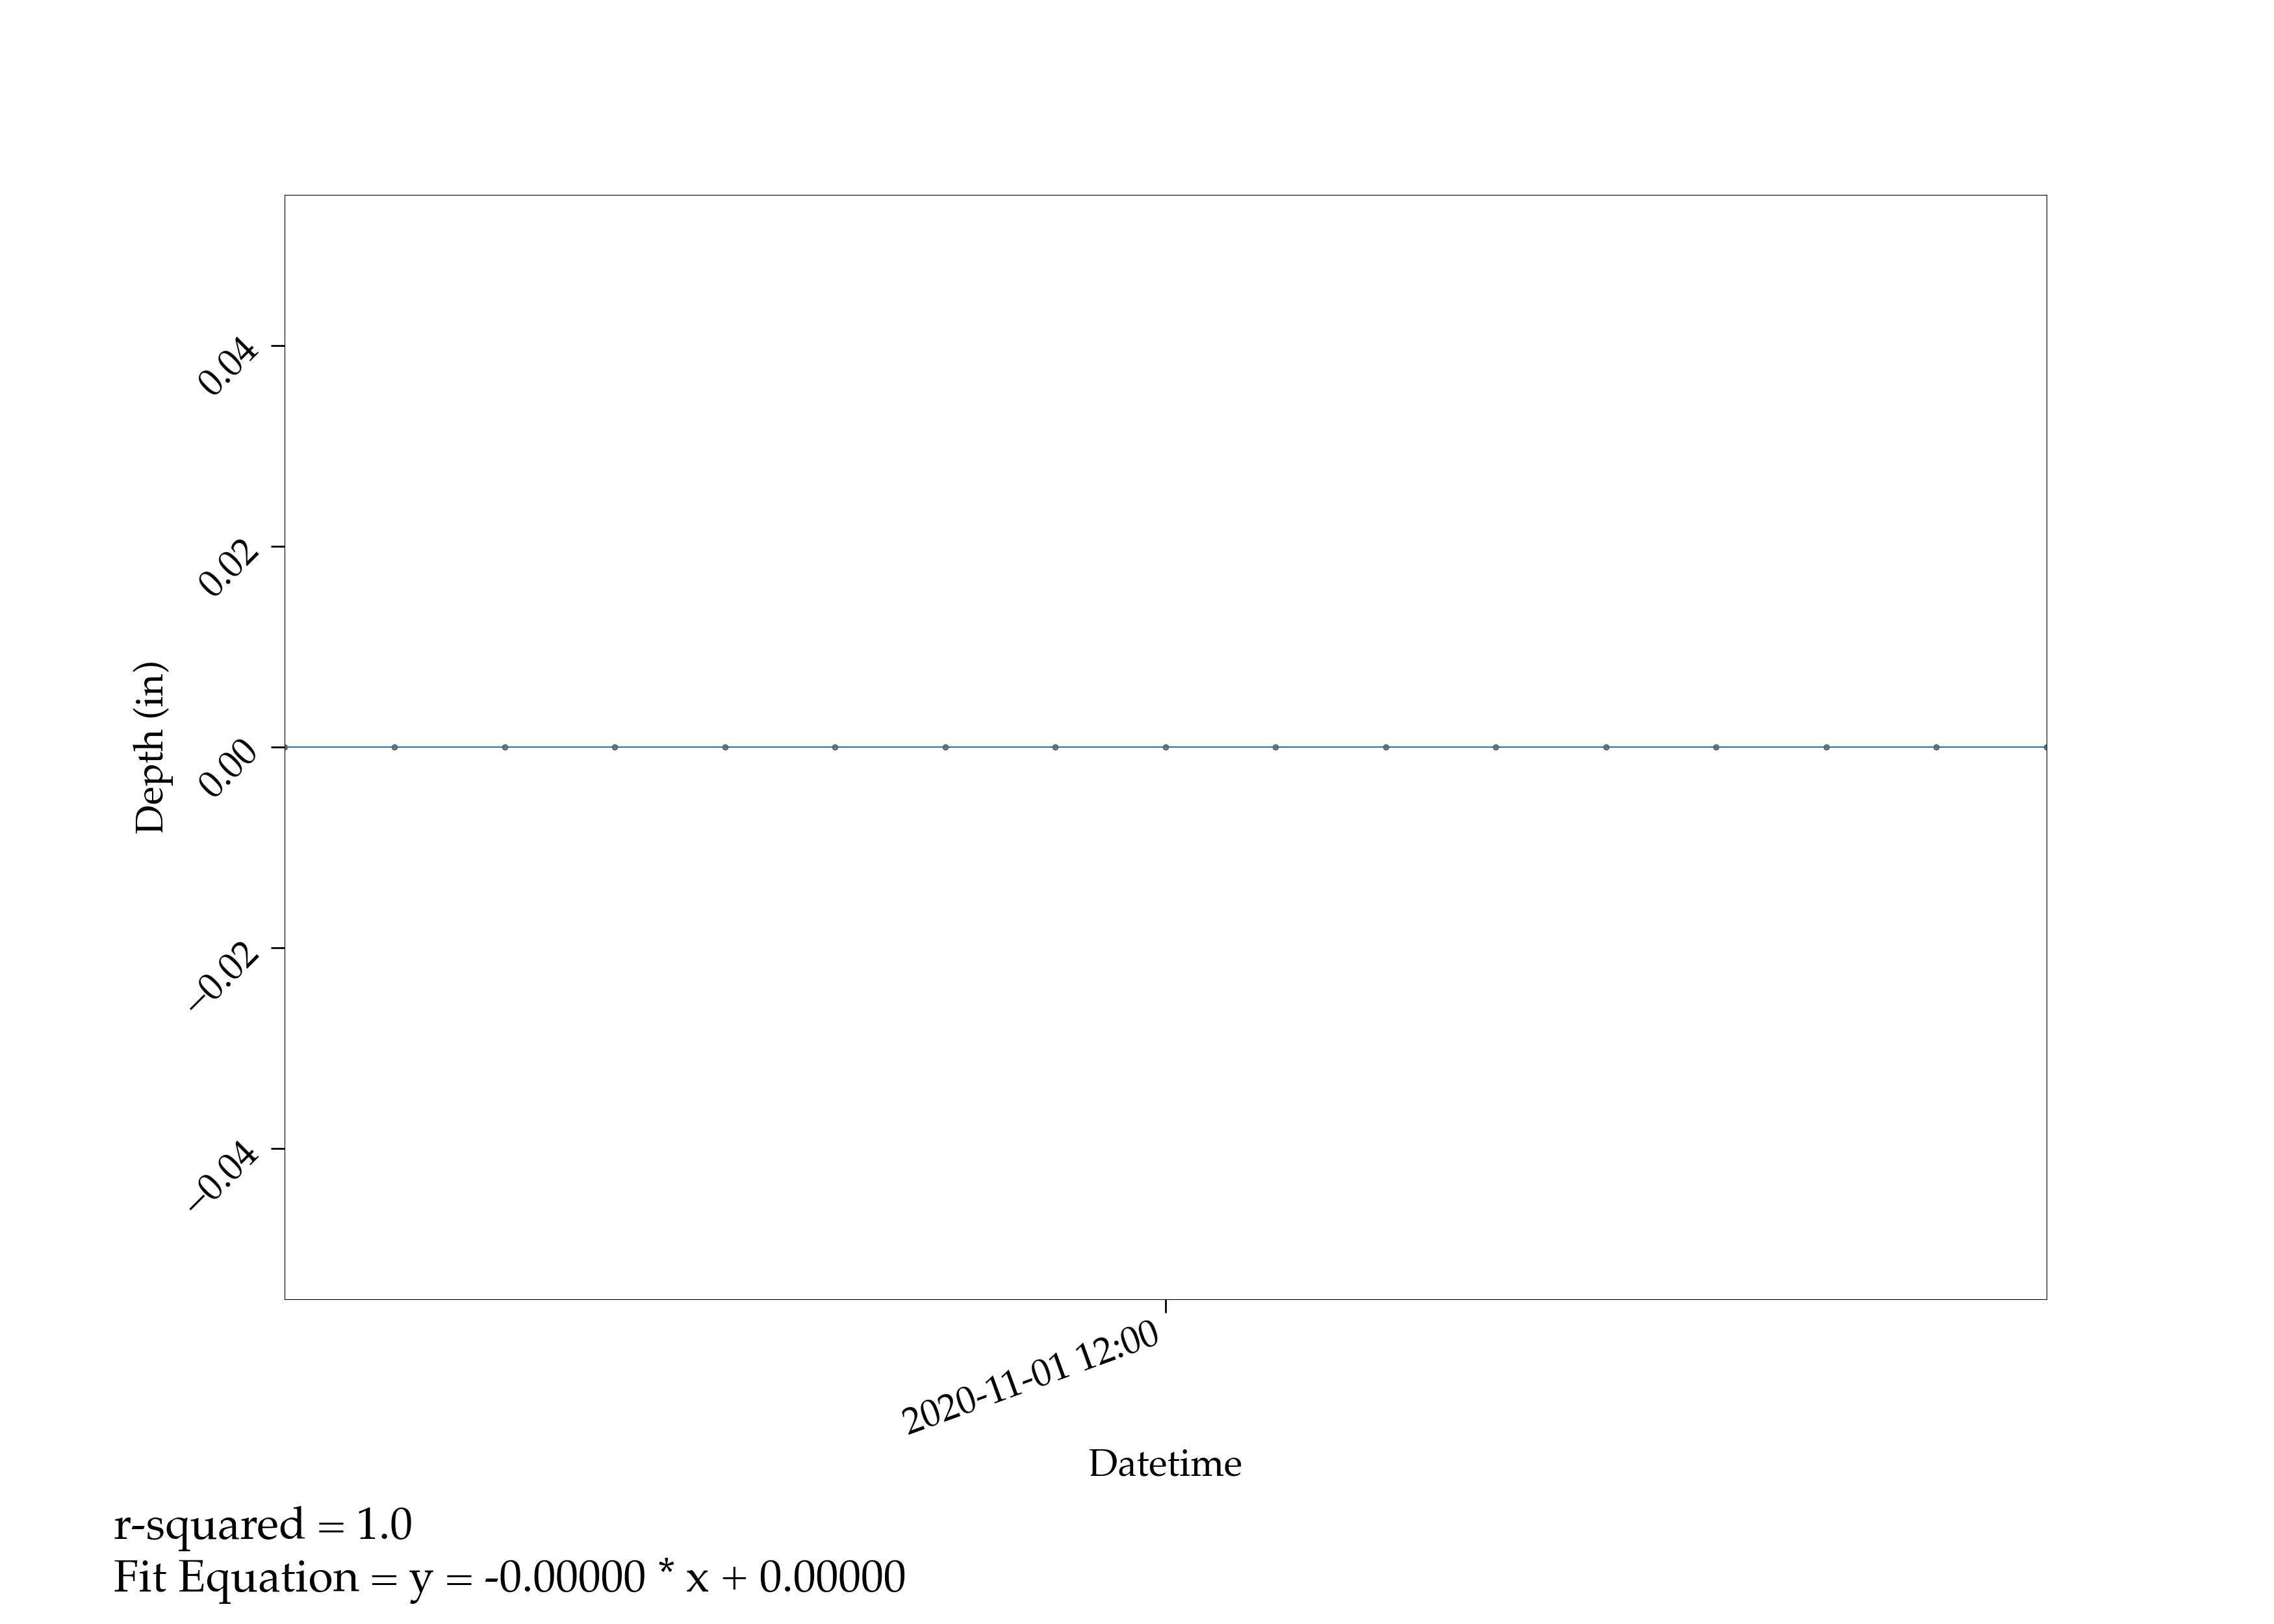 0.04
0.02
0.00
−0.02
−0.04
Depth (in)
2020-11-01 12:00
Datetime
r-squared = 1.0
Fit Equation = y = -0.00000 * x + 0.00000